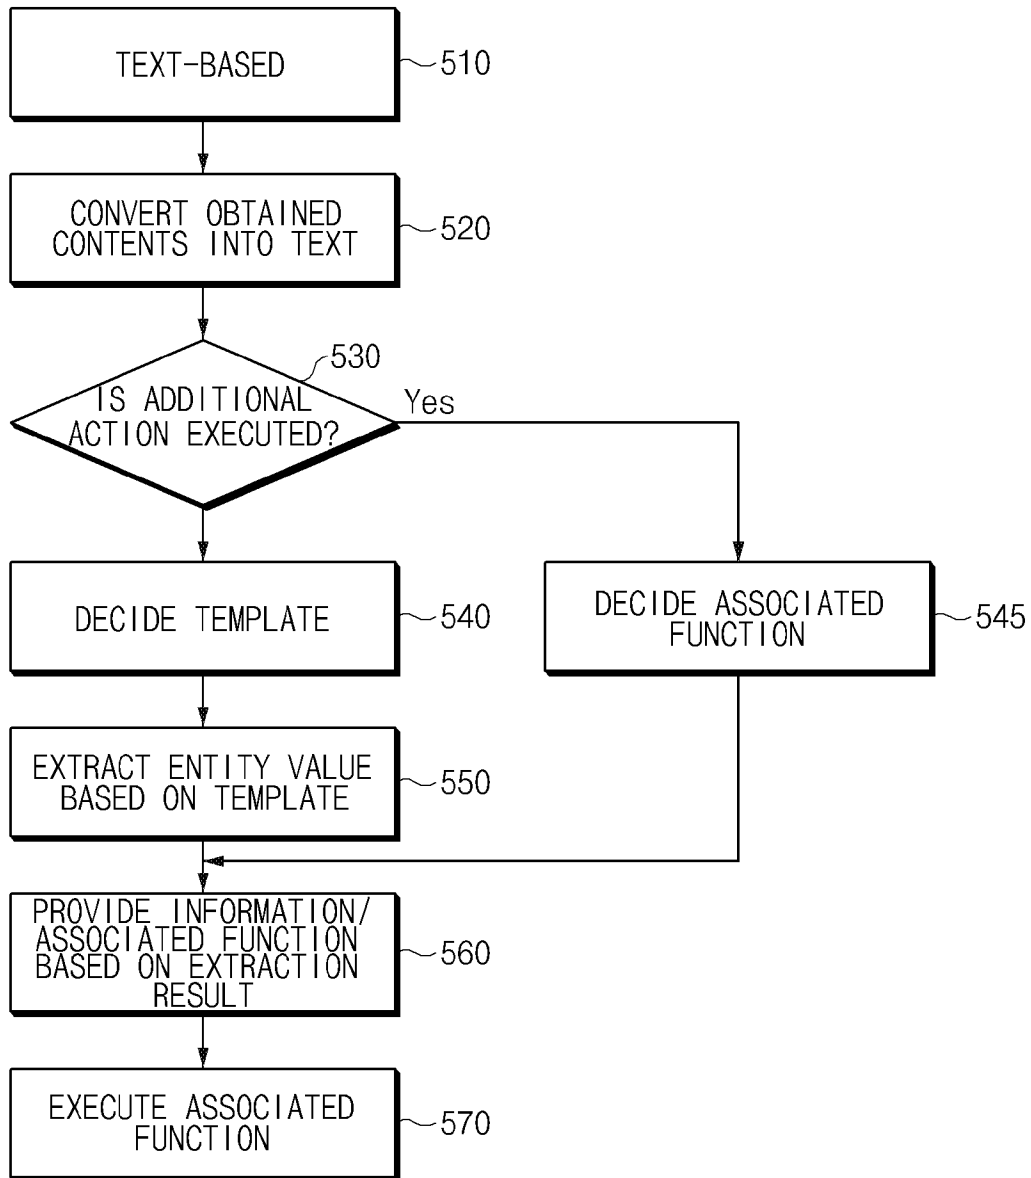 TEXT-BASED
510
CONVERT OBTAINED
CONTENTS INTO TEXT
520
530
IS ADDITIONAL
ACTION EXECUTED?
Yes
DECIDE TEMPLATE
540
DECIDE ASSOCIATED
FUNCTION
545
EXTRACT ENTITY VALUE
BASED ON TEMPLATE
550
PROVIDE INFORMATION/
ASSOCIATED FUNCTION
BASED ON EXTRACTION
RESULT
560
EXECUTE ASSOCIATED
FUNCTION
570